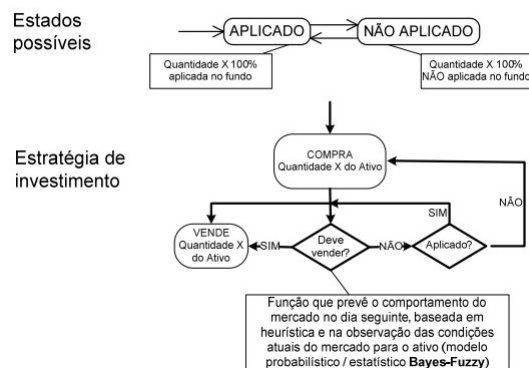 Estados
possíveis
APLICADO
NÃO APLICADO
Quantidade X 100%
aplicada no fundo
Quantidade X 100%
NÃO aplicada no fundo
Estratégia de
investimento
COMPRA
Quantidade X do Ativo
NÃO
SIM
VENDE
Quantidade X
do Ativo
SIM
Deve
vender?
NÃO
Aplicado?
Função que prevê o comportamento do
mercado no dia seguinte, baseada em
heurística e na observação das condições
atuais do mercado para o ativo (modelo
probabilístico / estatístico Bayes-Fuzzy)